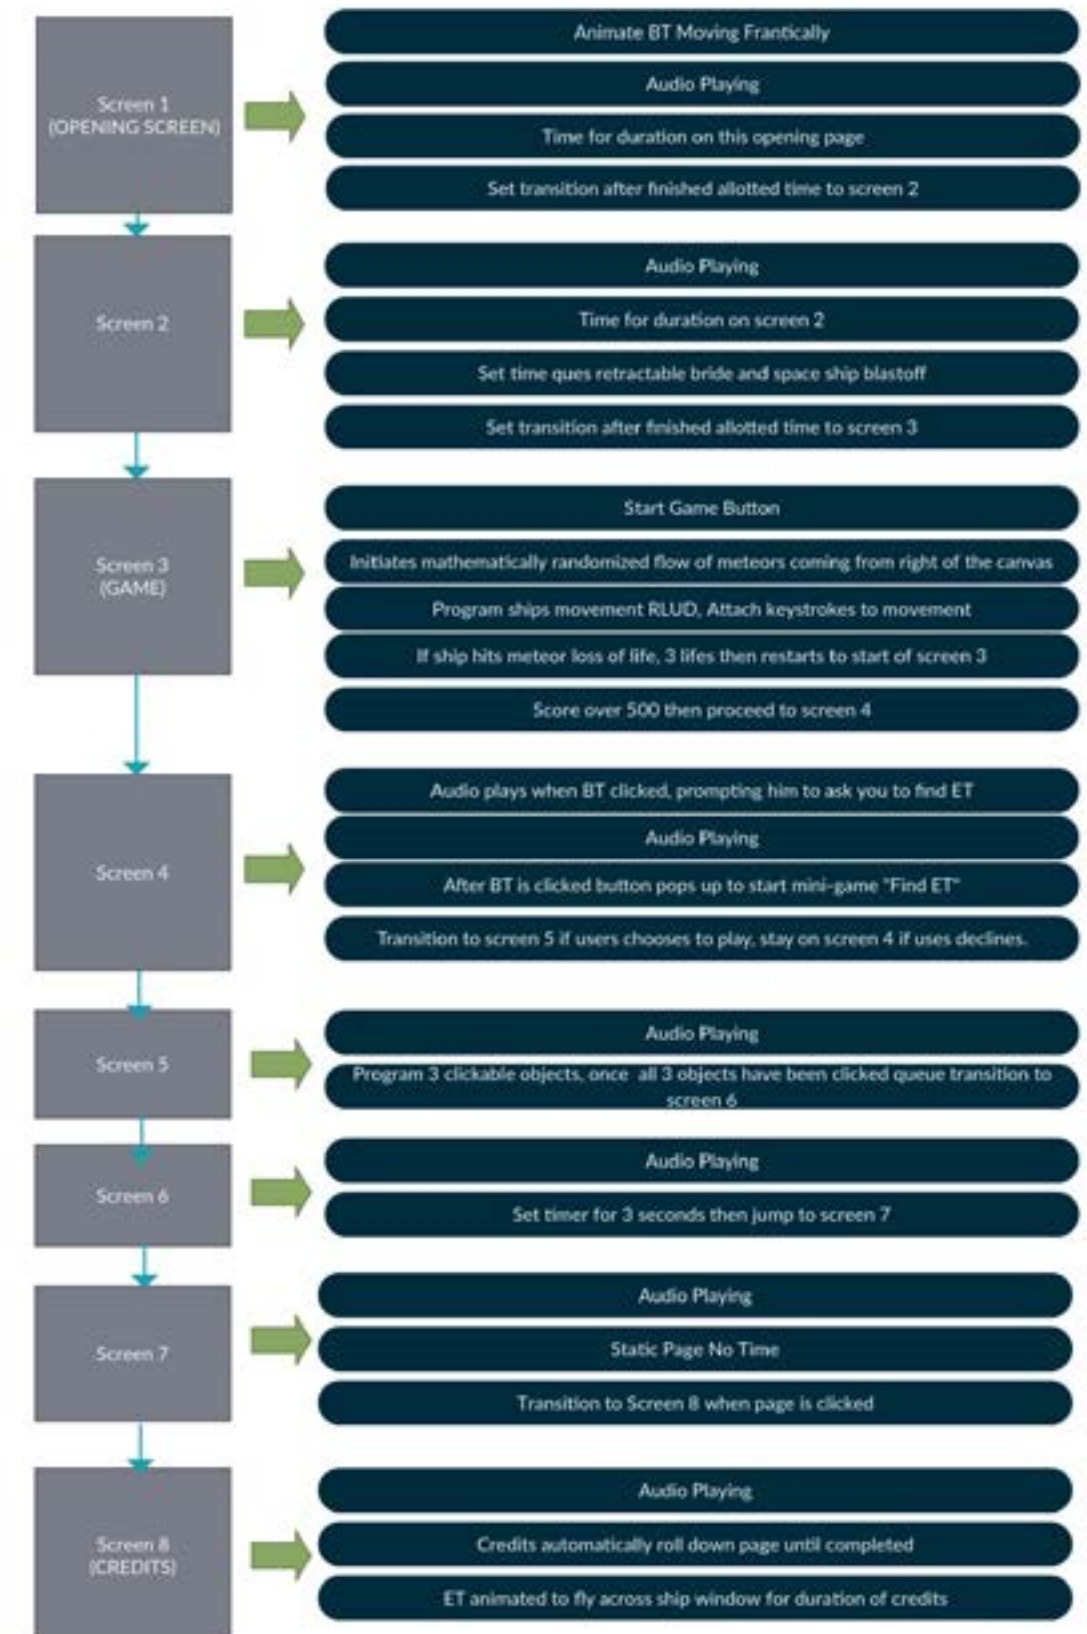 Screen 1
(OPENING SCREEN)
Animate BT Moving Frantically
Audio Playing
Time for duration on this opening page
Set transition after finished allotted time to screen 2
Screen 2
Audio Playing
Time for duration on screen 2
Set time ques retractable bride and space ship blastoff
Set transition after finished allotted time to screen 3
Screen 3
(GAME)
Start Game Button
Initiates mathematically randomized flow of meteors coming from right of the canvas
Program ships movement RLUD, Attach keystrokes to movement
If ship hits meteor loss of life, 3 lifes then restarts to start of screen 3
Score over 500 then proceed to screen 4
Screen 4
Audio plays when BT clicked, prompting him to ask you to find ET
Audio Playing
After BT is clicked button pops up to start mini-game "Find ET"
Transition to screen 5 if users chooses to play, stay on screen 4 if uses declines.
Screen 5
Audio Playing
Program 3 clickable objects, once all 3 objects have been clicked queue transition to
screen 6
Screen 6
Audio Playing
Set timer for 3 seconds then jump to screen 7
Screen 7
Audio Playing
Static Page No Time
Transition to Screen 8 when page is clicked
Screen 8
(CREDITS)
Audio Playing
Credits automatically roll down page until completed
ET animated to fly across ship window for duration of credits